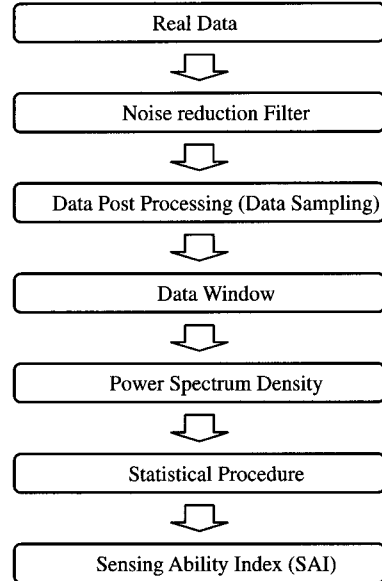 Real Data
Noise reduction Filter
Data Post Processing (Data Sampling)
Data Window
Power Spectrum Density
Statistical Procedure
Sensing Ability Index (SAI)